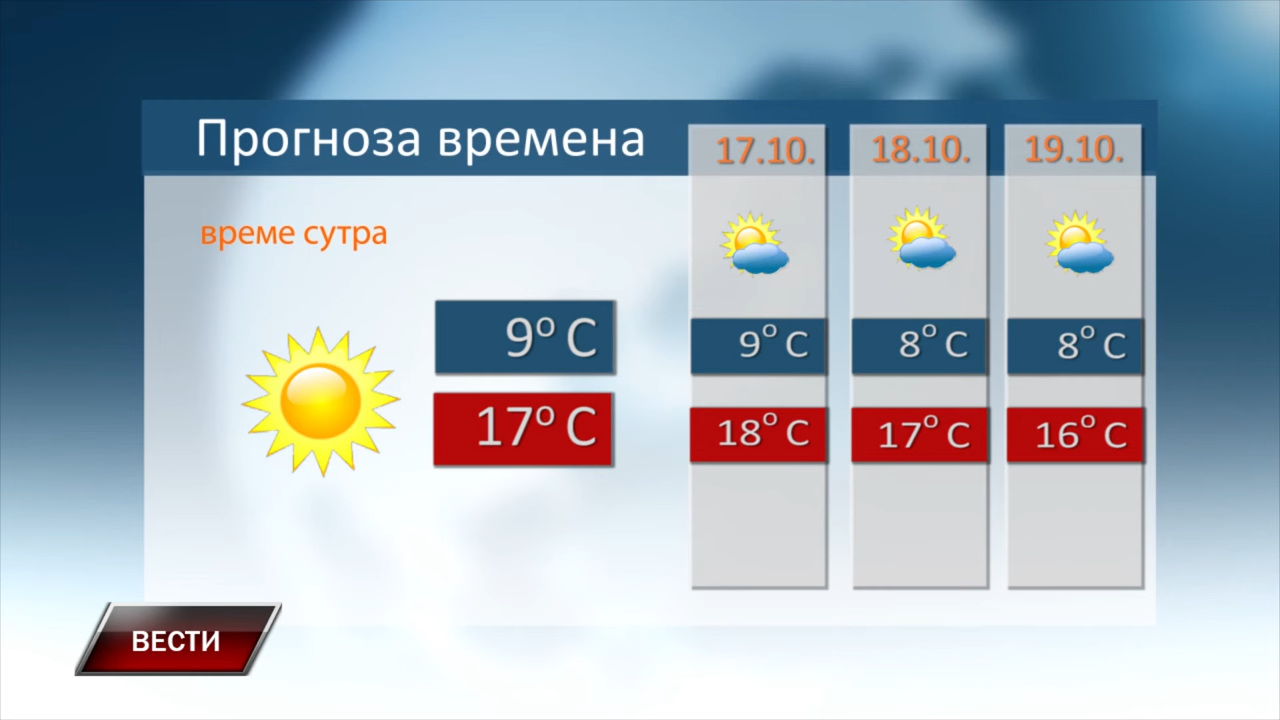 Прогноза времена
време сутра
9° C
17° C
17.10.
9° C
18° C
18.10.
8° C
17° C
19.10.
8° C
16° C
ВЕСТИ